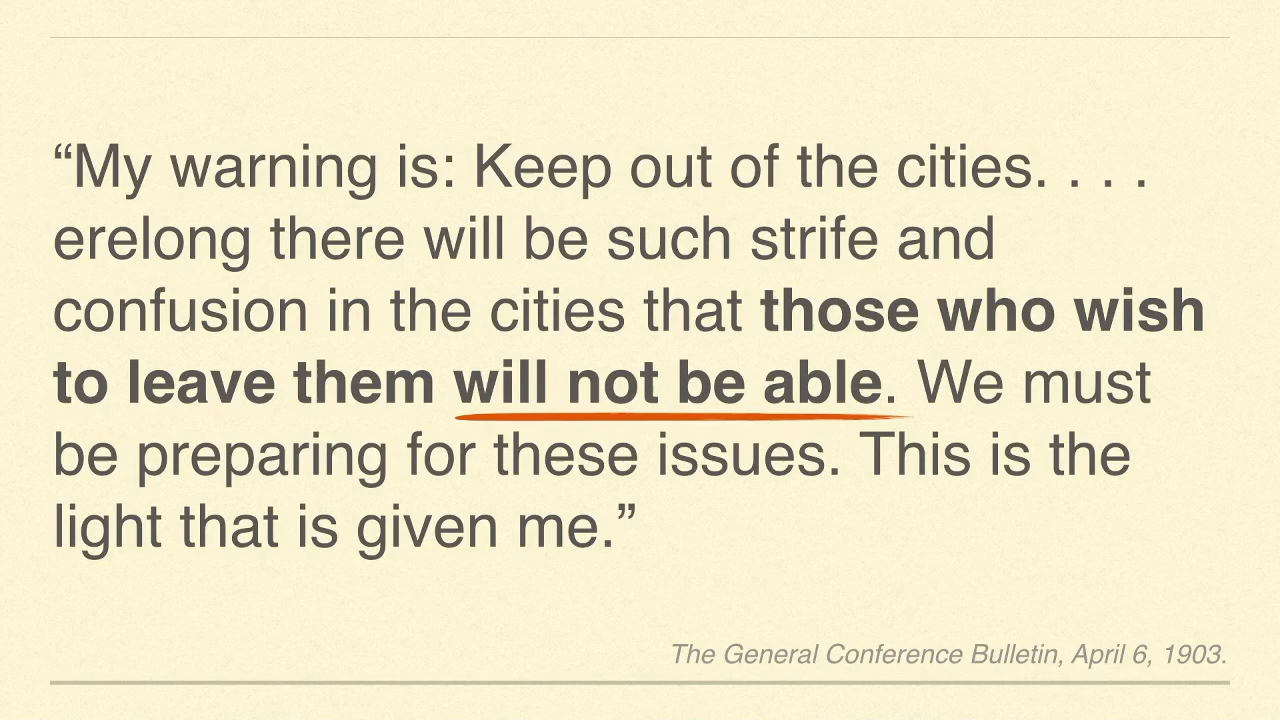 “My warning is: Keep out of the cities. . . .
erelong there will be such strife and
confusion in the cities that those who wish
to leave them will not be able. We must
be preparing for these issues. This is the
light that is given me.”
The General Conference Bulletin, April 6, 1903.